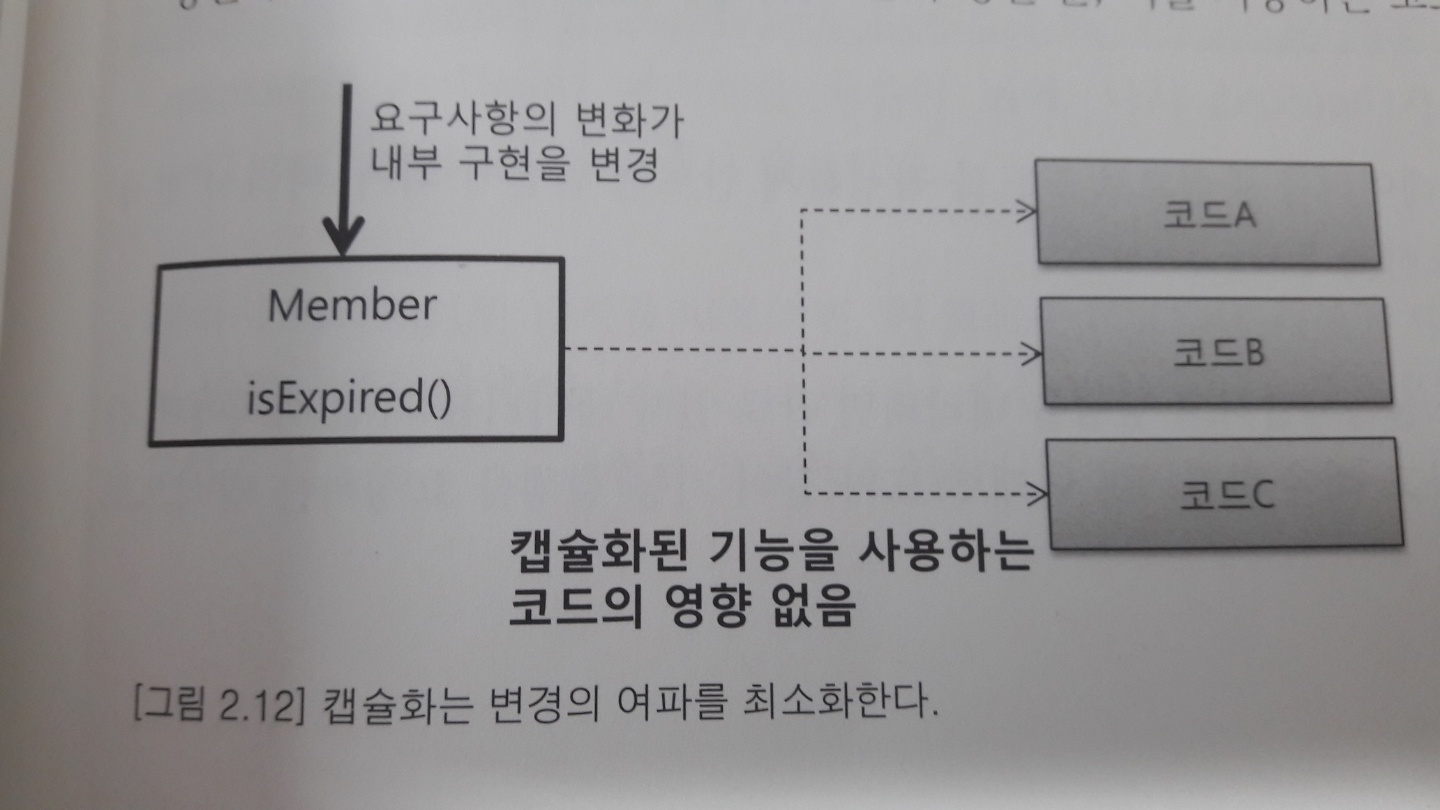 요구사항의 변화가
내부 구현을 변경
Member
isExpired()
코드A
코드B
코드C
캡슐화된 기능을 사용하는
코드의 영향 없음
[그림 2.12] 캡슐화는 변경의 여파를 최소화한다.